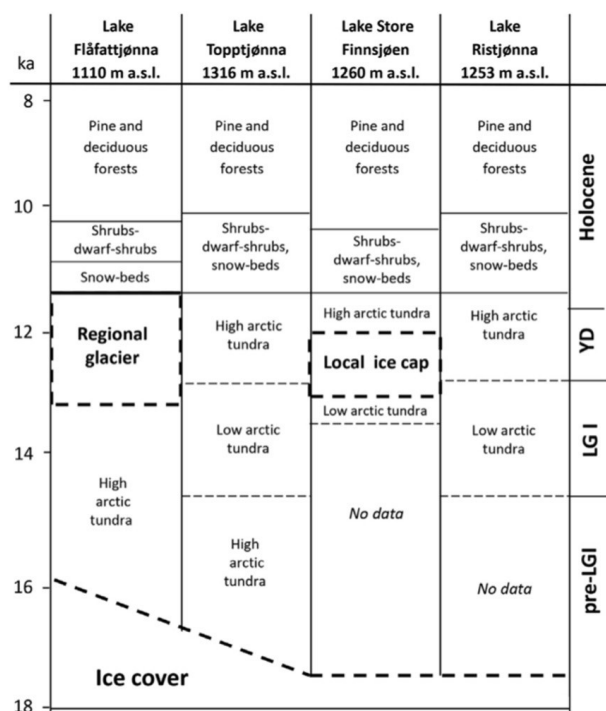 ka
Lake
Flåfattjønna
1110 m a.s.l.
Lake
Topptjønna
1316 m a.s.l.
Lake Store
Finnsjøen
1260 m a.s.l.
Lake
Ristjønna
1253 m a.s.l.
8
10
12
14
16
18
Pine and
deciduous
forests
Shrubs-
dwarf-shrubs
Snow-beds
Regional
glacier
High
arctic
tundra
Ice cover
Pine and
deciduous
forests
Shrubs-
dwarf-shrubs,
snow-beds
High arctic
tundra
Low arctic
tundra
High
arctic
tundra
Pine and
deciduous
forests
Shrubs-
dwarf-shrubs,
snow-beds
High arctic tundra
Local ice cap
Low arctic tundra
No data
Pine and
deciduous
forests
Shrubs-
dwarf-shrubs,
snow-beds
High arctic
tundra
Low arctic
tundra
No data
Holocene
YD
LG I
pre-LGI